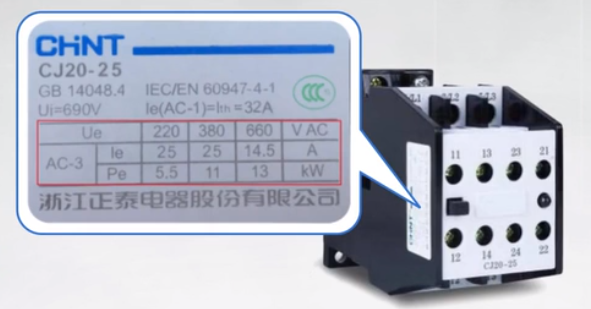 CHNT
CJ20-25
GB 14048.4 IEC/EN 60947-4-1
Ui=690V Ie(AC-1)=Ith=32A
CCC
Ue 220 380 660 V AC
AC-3 Ie 25 25 14.5 A
Pe 5.5 11 13 kW
浙江正泰电器股份有限公司
11 13 23 21
12 14 24 22
CJ20-25